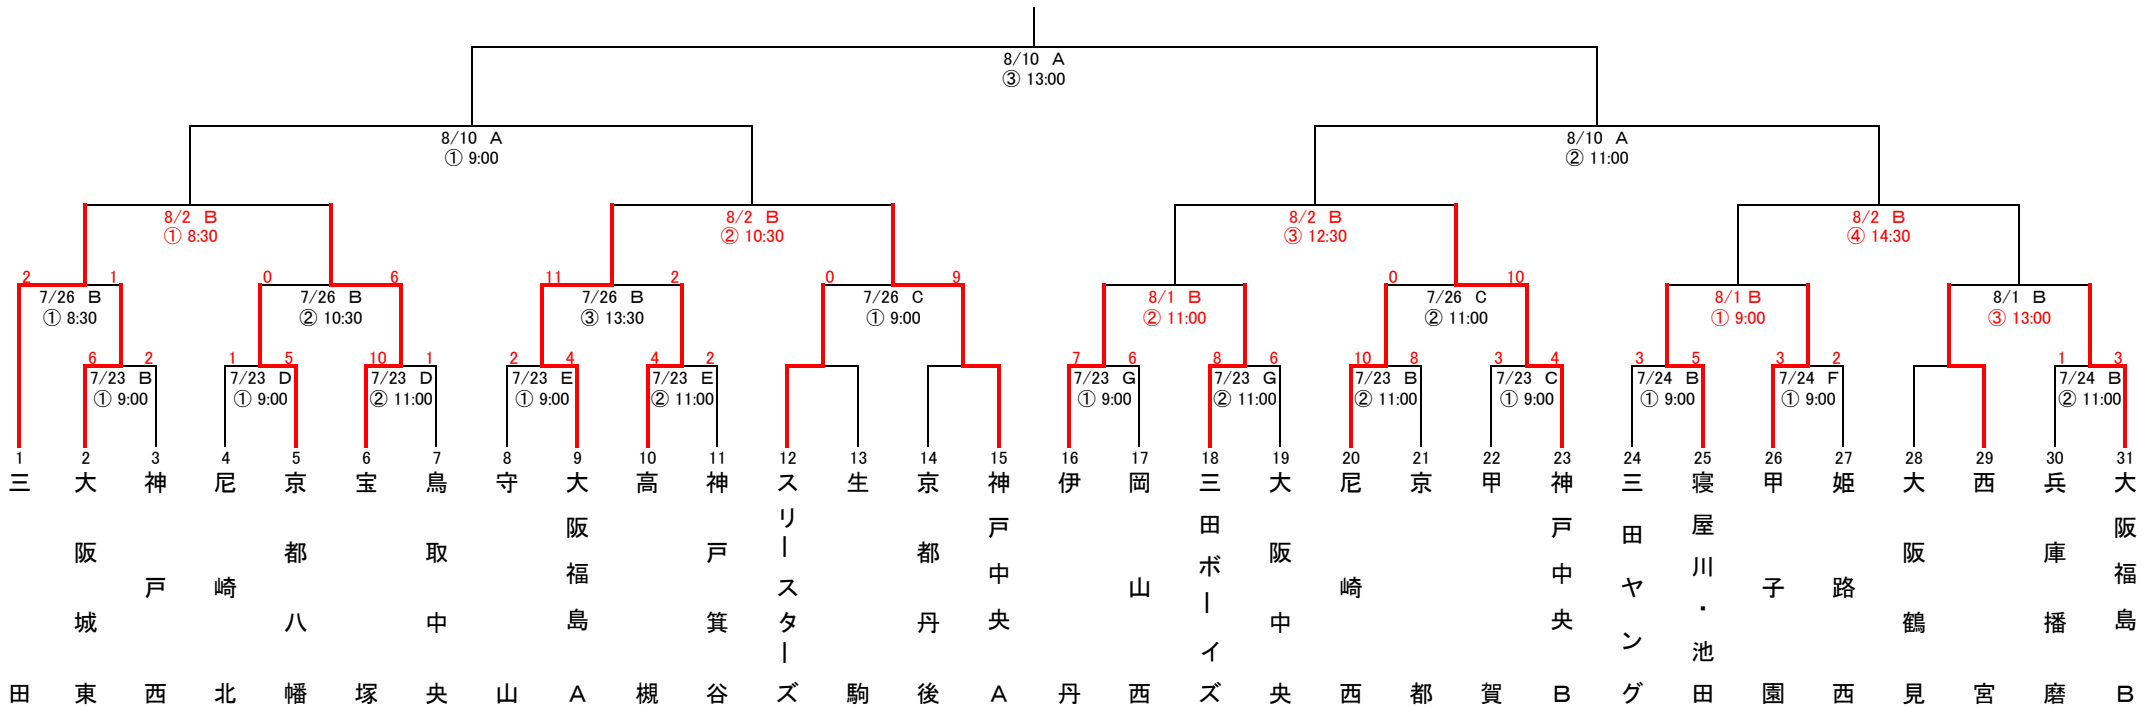 8/10 A
③ 13:00
8/10 A
① 9:00
8/10 A
② 11:00
8/2 B
① 8:30
8/2 B
② 10:30
8/2 B
③ 12:30
8/2 B
④ 14:30
2 1 0 6 11 2 0 9 0 10
7/26 B
① 8:30
7/26 B
② 10:30
7/26 B
③ 13:30
7/26 C
① 9:00
8/1 B
② 11:00
7/26 C
② 11:00
8/1 B
① 9:00
8/1 B
③ 13:00
6 2 1 5 10 1 2 4 4 2 7 6 8 6 10 8 3 4 3 5 3 2 1 3
7/23 B
① 9:00
7/23 D
① 9:00
7/23 D
② 11:00
7/23 E
① 9:00
7/23 E
② 11:00
7/23 G
① 9:00
7/23 G
② 11:00
7/23 B
② 11:00
7/23 C
① 9:00
7/24 B
① 9:00
7/24 F
① 9:00
7/24 B
② 11:00
1 三田
2 大阪城東
3 神戸西
4 尼崎北
5 京都八幡
6 宝塚
7 鳥取中央
8 守山
9 大阪福島A
10 高槻
11 神戸箕谷
12 スリースターズ
13 生駒
14 京都丹後
15 神戸中央A
16 伊丹
17 岡山西
18 三田ボーイズ
19 大阪中央
20 尼崎西
21 京都
22 甲賀
23 神戸中央B
24 三田ヤング
25 寝屋川・池田
26 甲子園
27 姫路西
28 大阪鶴見
29 西宮
30 兵庫播磨
31 大阪福島B